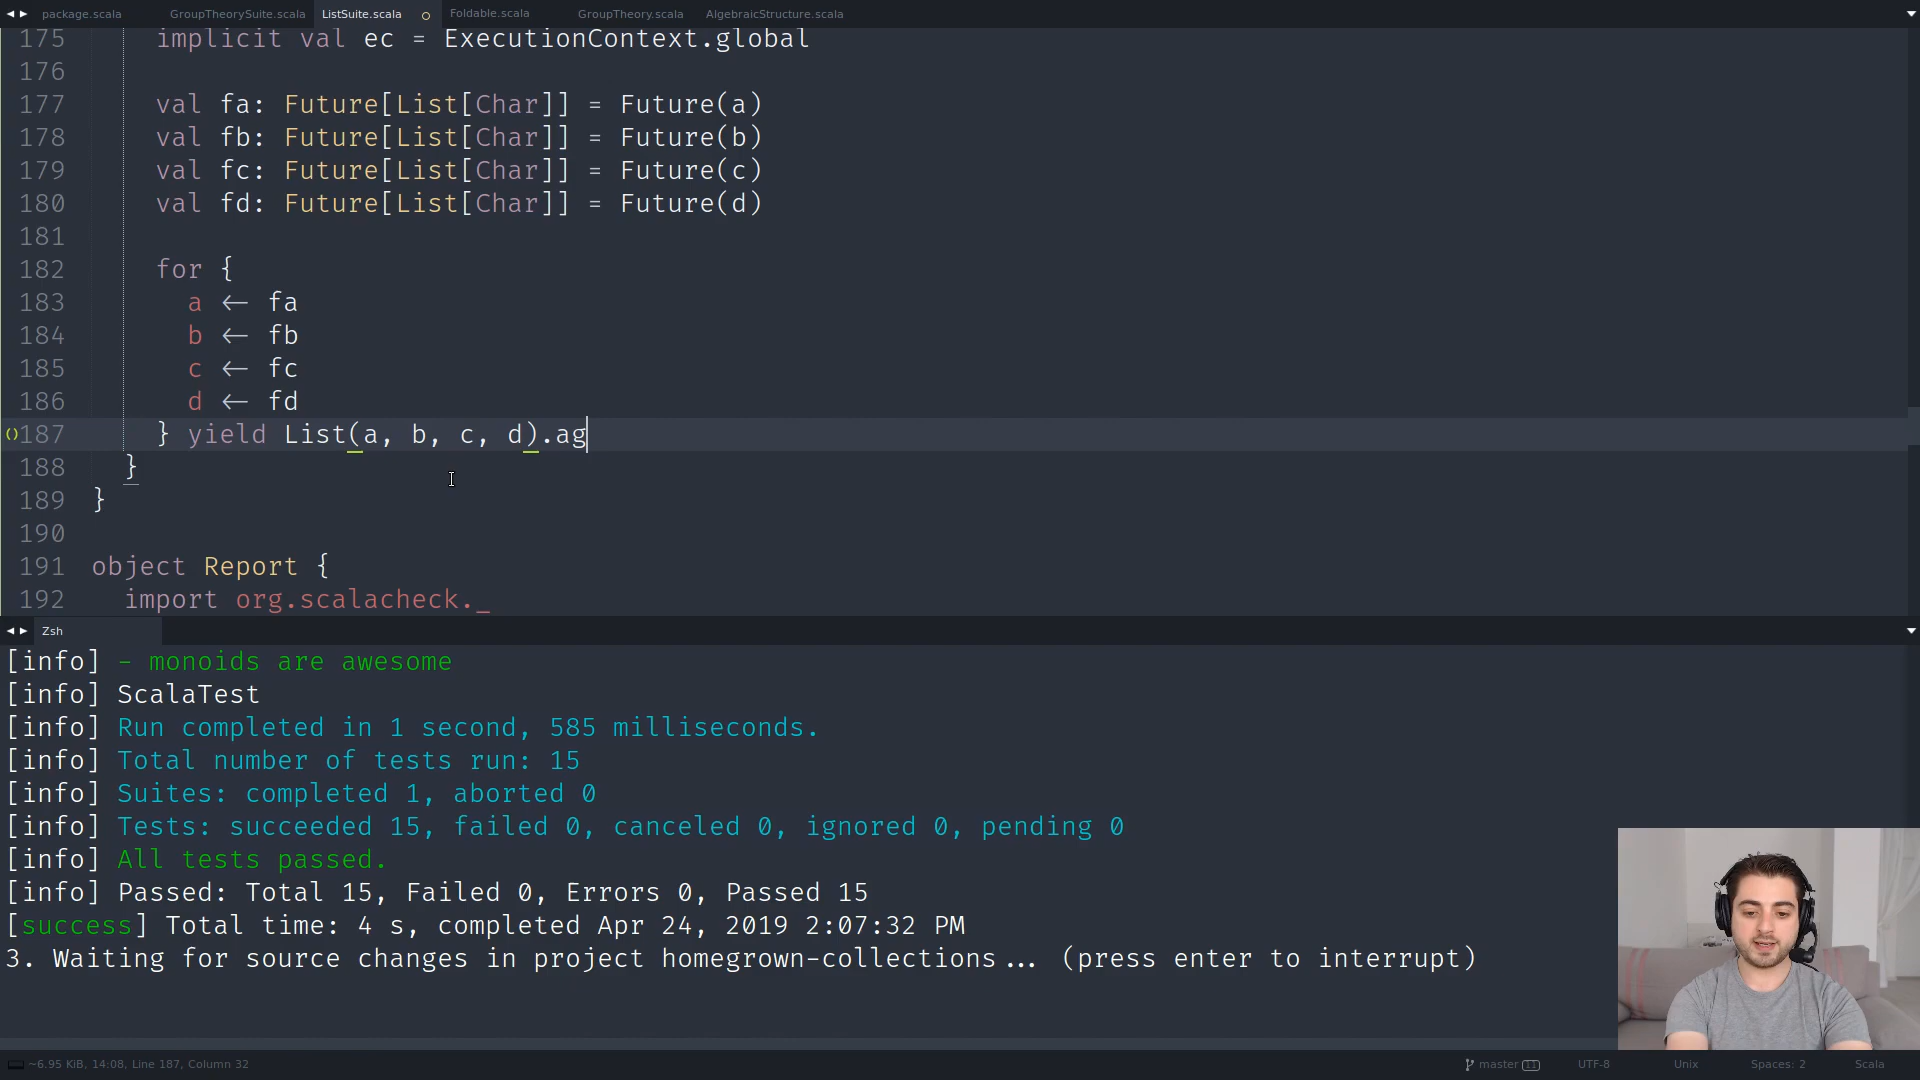 package.scala GroupTheorySuite.scala ListSuite.scala Foldable.scala GroupTheory.scala AlgebraicStructure.scala
175 implicit val ec = ExecutionContext.global
176
177 val fa: Future[List[Char]] = Future(a)
178 val fb: Future[List[Char]] = Future(b)
179 val fc: Future[List[Char]] = Future(c)
180 val fd: Future[List[Char]] = Future(d)
181
182 for {
183 a ← fa
184 b ← fb
185 c ← fc
186 d ← fd
187 } yield List(a, b, c, d).ag
188 }
189 }
190
191 object Report {
192 import org.scalacheck._
Zsh
[info] - monoids are awesome
[info] ScalaTest
[info] Run completed in 1 second, 585 milliseconds.
[info] Total number of tests run: 15
[info] Suites: completed 1, aborted 0
[info] Tests: succeeded 15, failed 0, canceled 0, ignored 0, pending 0
[info] All tests passed.
[info] Passed: Total 15, Failed 0, Errors 0, Passed 15
[success] Total time: 4 s, completed Apr 24, 2019 2:07:32 PM
3. Waiting for source changes in project homegrown-collections... (press enter to interrupt)
~6.95 KiB, 14:08, Line 187, Column 32 master 11 UTF-8 Unix Spaces: 2 Scala